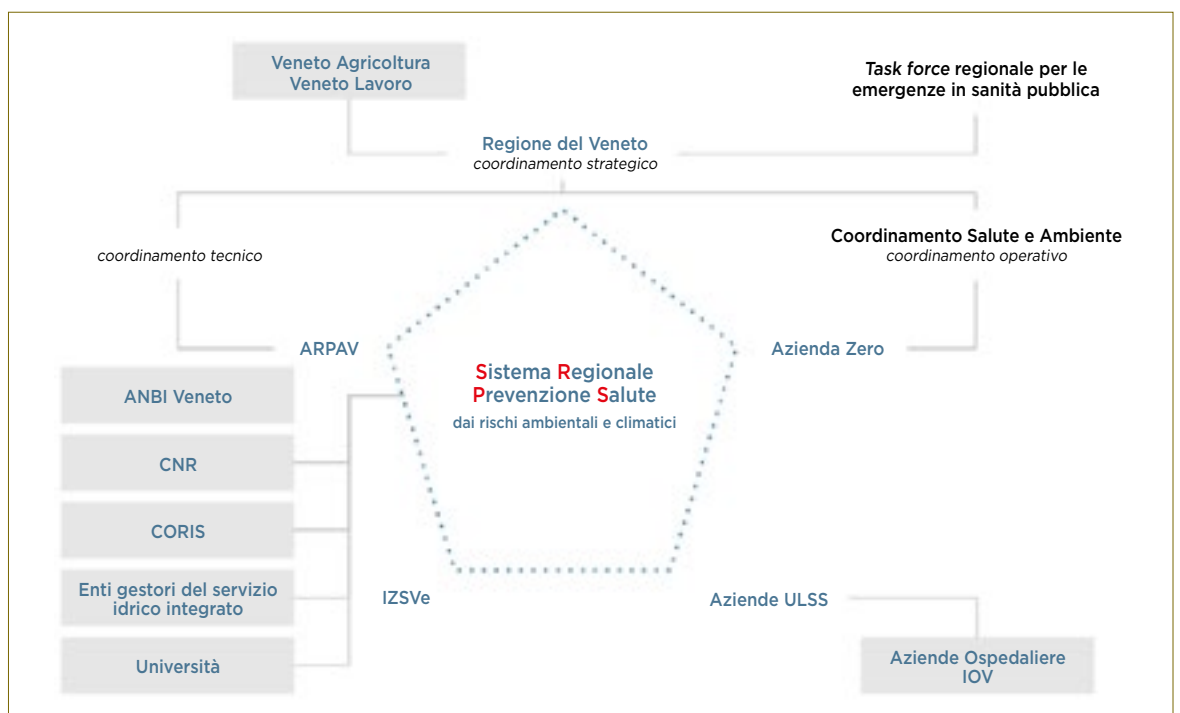 Veneto Agricoltura
Veneto Lavoro
Task force regionale per le
emergenze in sanità pubblica
Regione del Veneto
coordinamento strategico
coordinamento tecnico
Coordinamento Salute e Ambiente
coordinamento operativo
ARPAV
Azienda Zero
Sistema Regionale
Prevenzione Salute
dai rischi ambientali e climatici
ANBI Veneto
CNR
CORIS
Enti gestori del servizio
idrico integrato
Università
IZSVe
Aziende ULSS
Aziende Ospedaliere
IOV